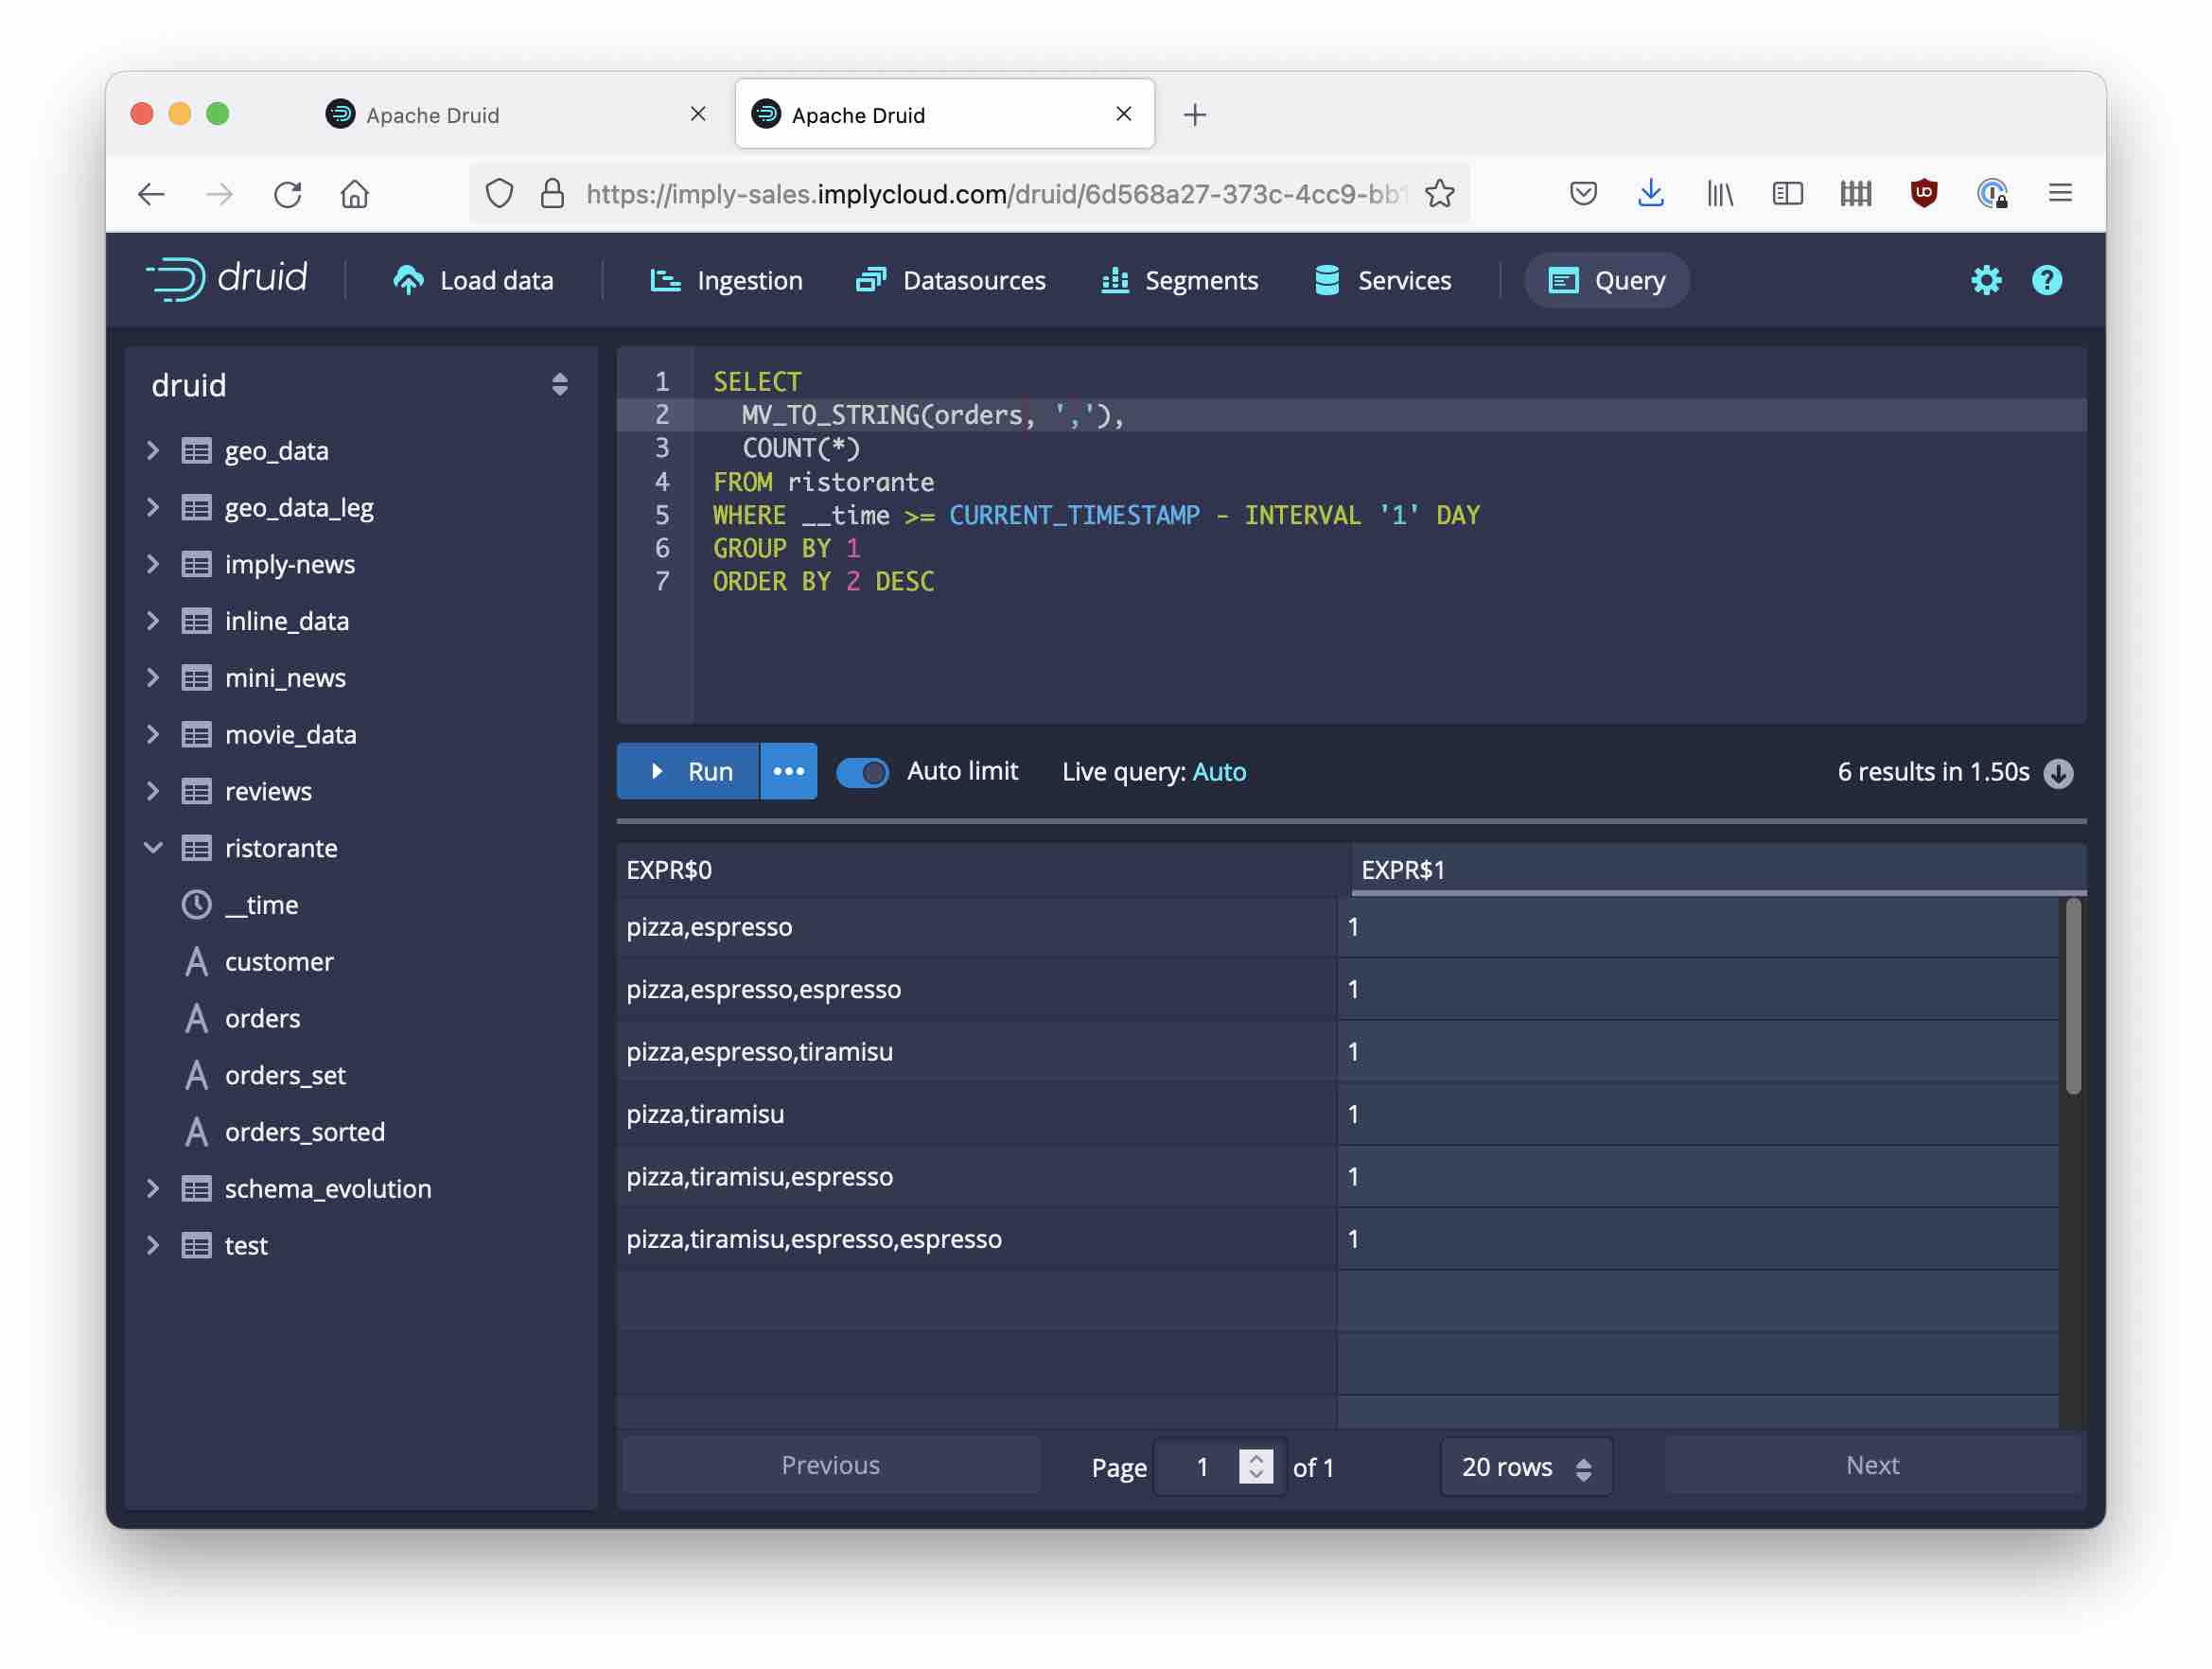 Apache Druid
Apache Druid
https://imply-sales.implycloud.com/druid/6d568a27-373c-4cc9-bb
druid
Load data
Ingestion
Datasources
Segments
Services
Query
druid
geo_data
geo_data_leg
imply-news
inline_data
mini_news
movie_data
reviews
ristorante
__time
customer
orders
orders_set
orders_sorted
schema_evolution
test
1 SELECT
2 MV_TO_STRING(orders, ','),
3 COUNT(*)
4 FROM ristorante
5 WHERE __time >= CURRENT_TIMESTAMP - INTERVAL '1' DAY
6 GROUP BY 1
7 ORDER BY 2 DESC
Run
Auto limit
Live query: Auto
6 results in 1.50s
EXPR$0 EXPR$1
pizza,espresso 1
pizza,espresso,espresso 1
pizza,espresso,tiramisu 1
pizza,tiramisu 1
pizza,tiramisu,espresso 1
pizza,tiramisu,espresso,espresso 1
Previous
Page 1 of 1
20 rows
Next